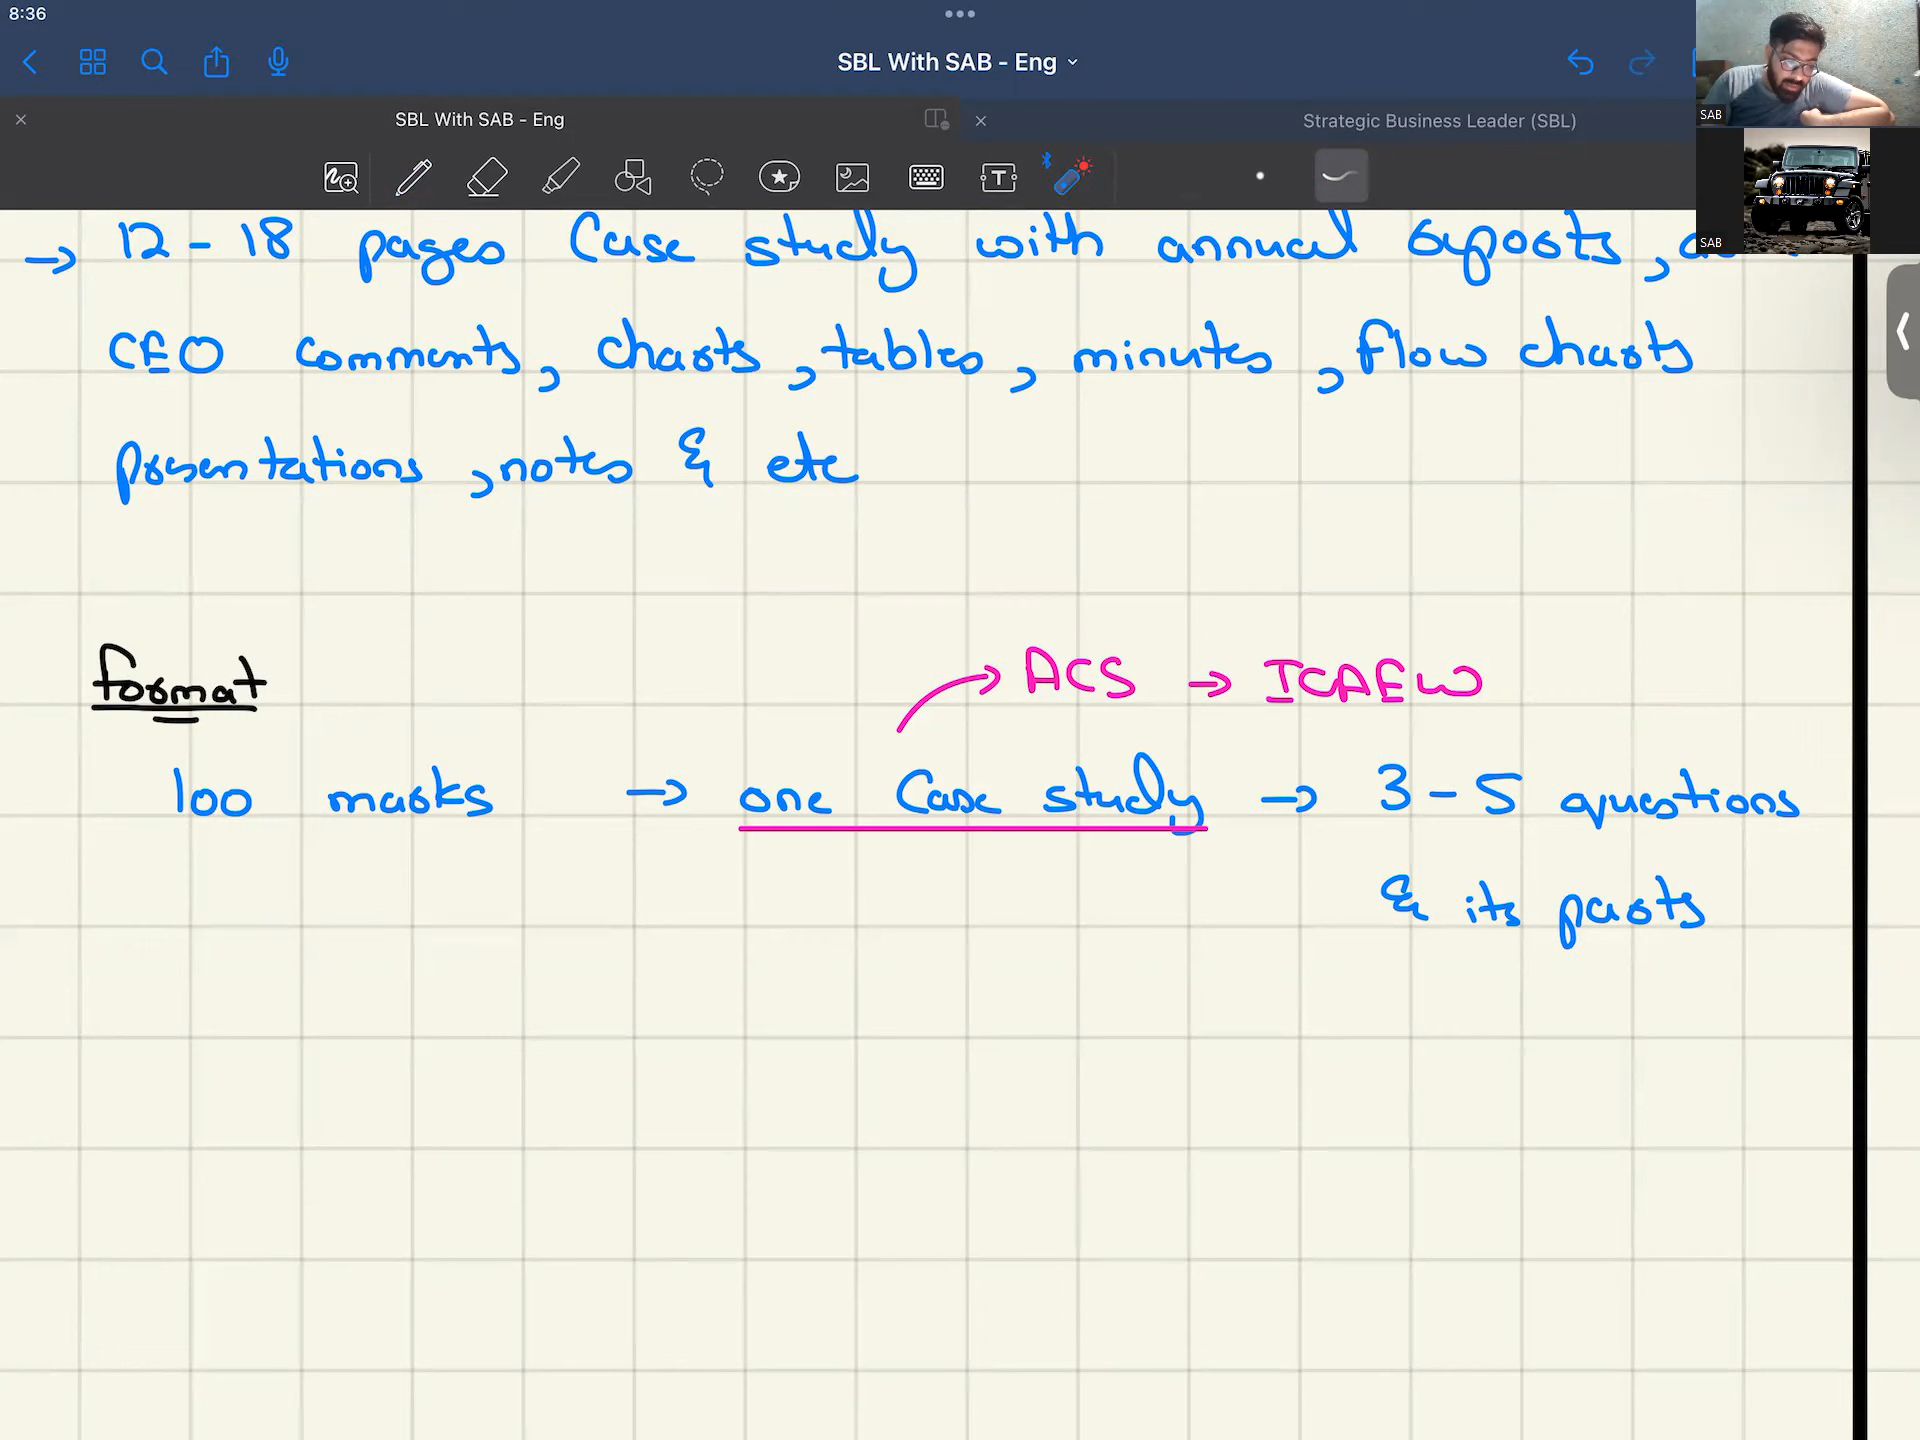 8:36
SBL With SAB - Eng
SBL With SAB - Eng
Strategic Business Leader (SBL)
SAB
SAB
→ 12 - 18 pages Case study with annual reports,
CEO comments, charts, tables, minutes, flow charts
presentations, notes & etc
format
→ ACS → ICAEW
100 marks → one Case study → 3 - 5 questions
& its parts